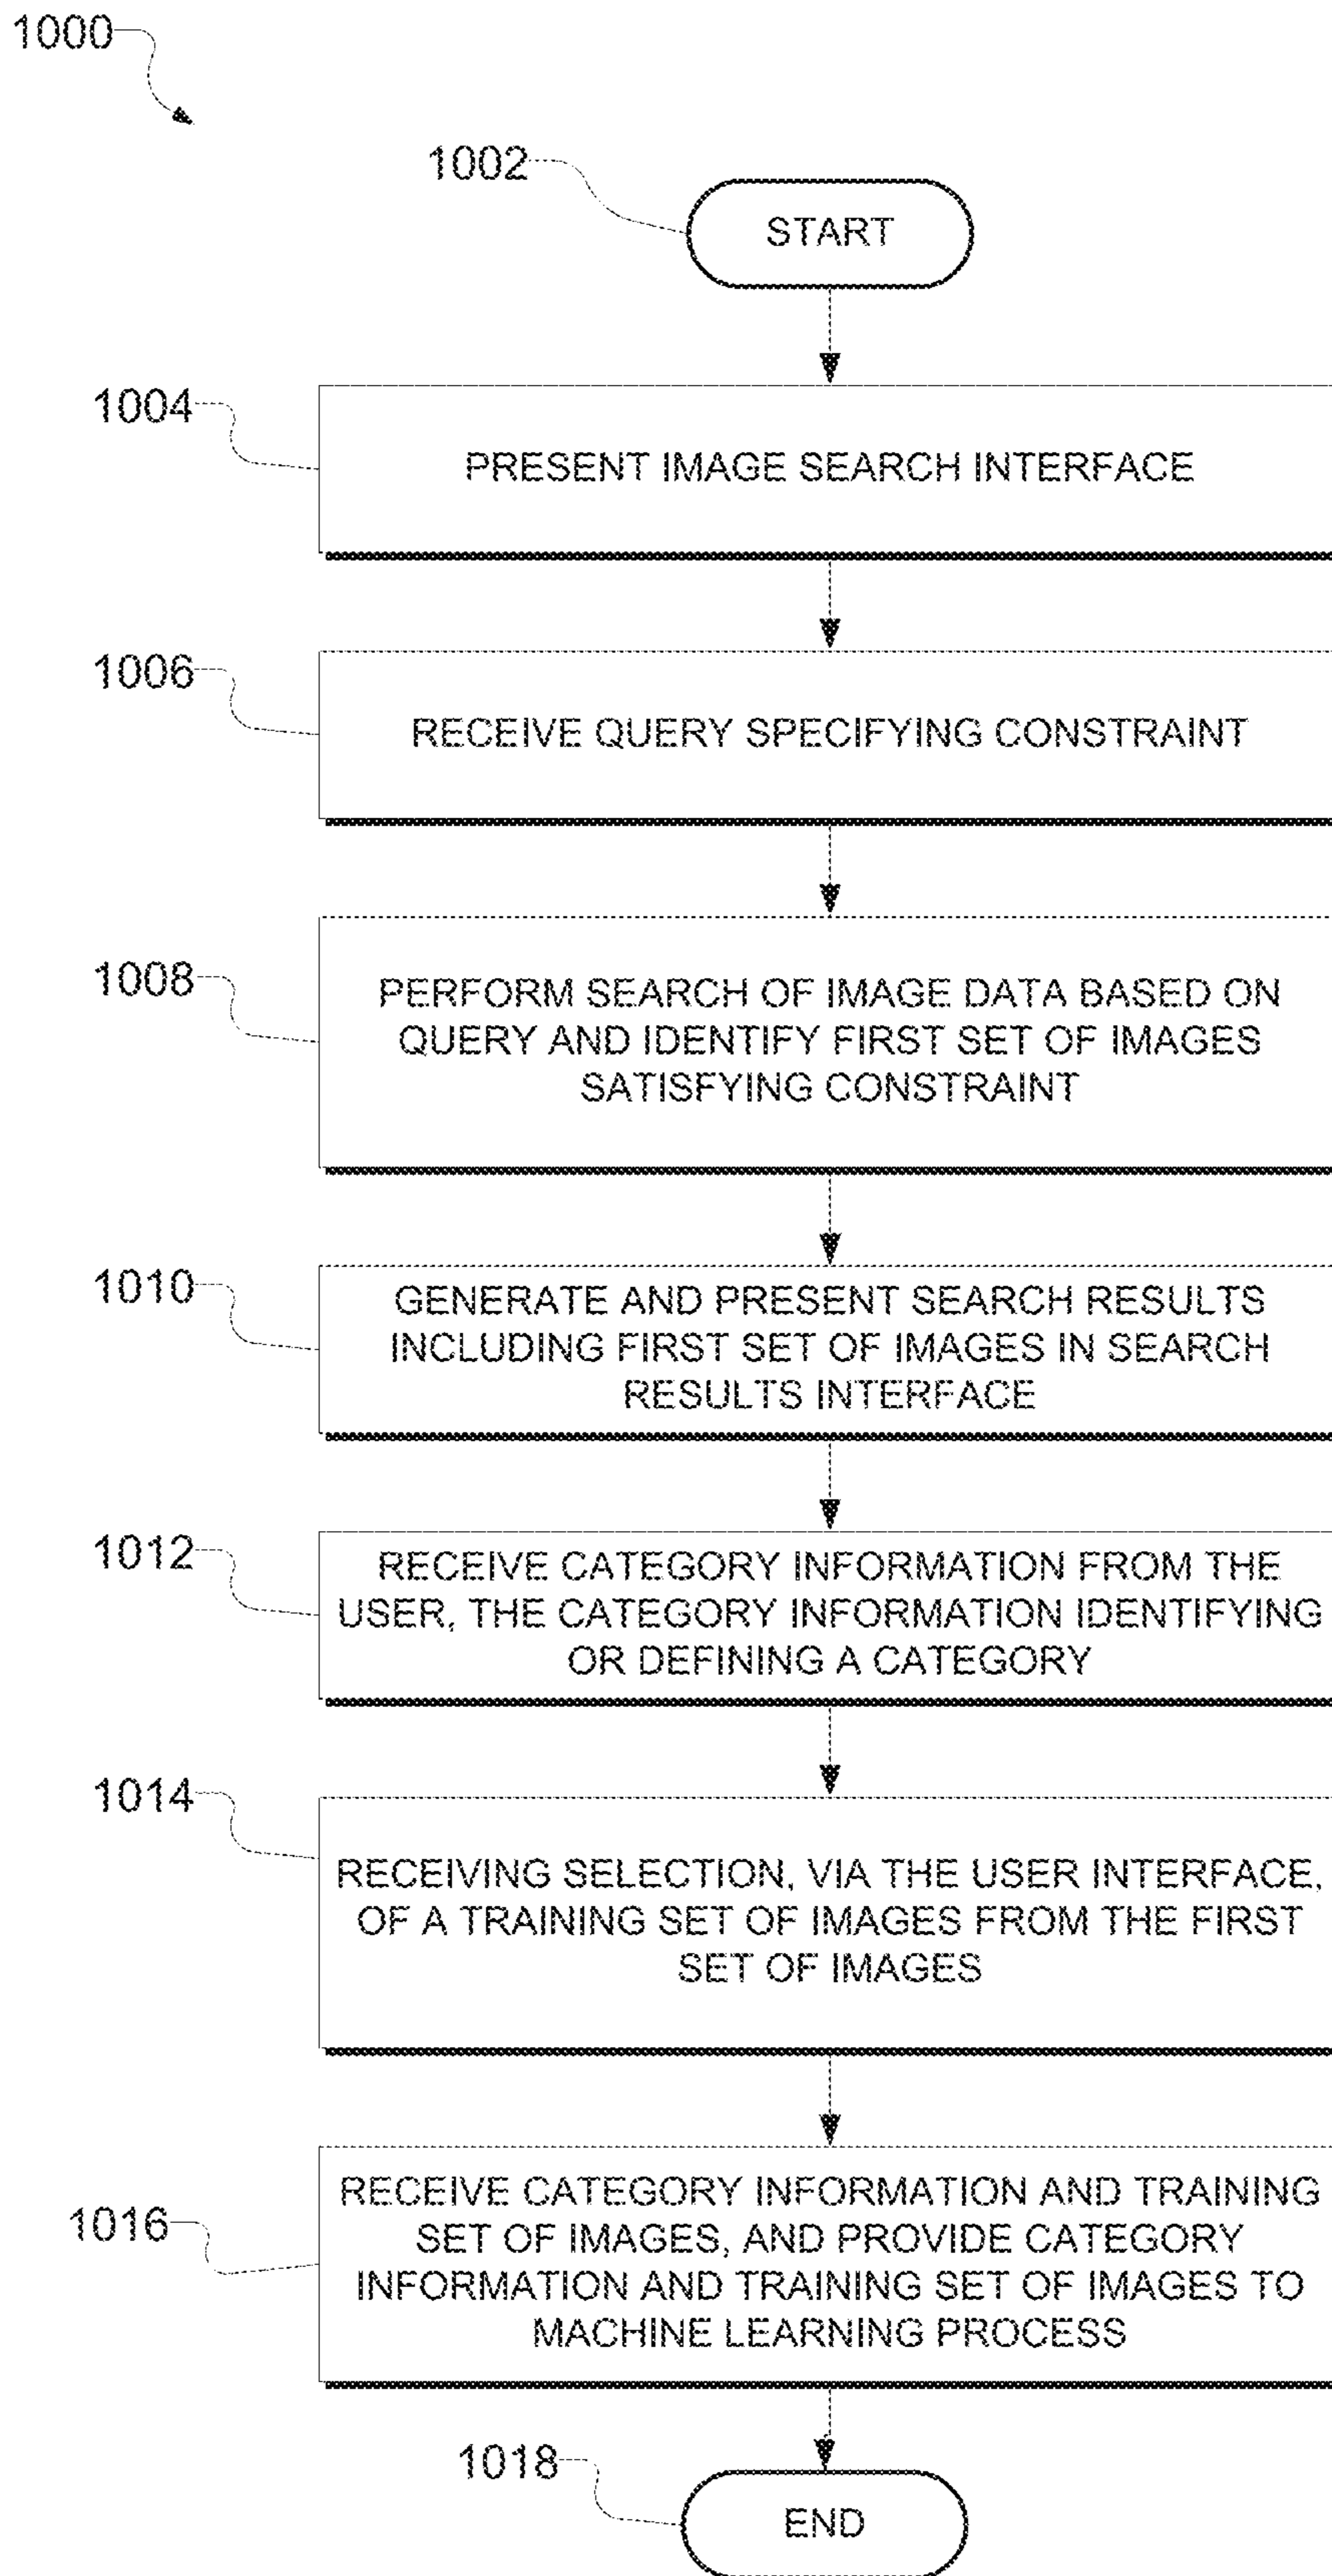 1000
1002
START
1004
PRESENT IMAGE SEARCH INTERFACE
1006
RECEIVE QUERY SPECIFYING CONSTRAINT
1008
PERFORM SEARCH OF IMAGE DATA BASED ON
QUERY AND IDENTIFY FIRST SET OF IMAGES
SATISFYING CONSTRAINT
1010
GENERATE AND PRESENT SEARCH RESULTS
INCLUDING FIRST SET OF IMAGES IN SEARCH
RESULTS INTERFACE
1012
RECEIVE CATEGORY INFORMATION FROM THE
USER, THE CATEGORY INFORMATION IDENTIFYING
OR DEFINING A CATEGORY
1014
RECEIVING SELECTION, VIA THE USER INTERFACE,
OF A TRAINING SET OF IMAGES FROM THE FIRST
SET OF IMAGES
1016
RECEIVE CATEGORY INFORMATION AND TRAINING
SET OF IMAGES, AND PROVIDE CATEGORY
INFORMATION AND TRAINING SET OF IMAGES TO
MACHINE LEARNING PROCESS
1018
END